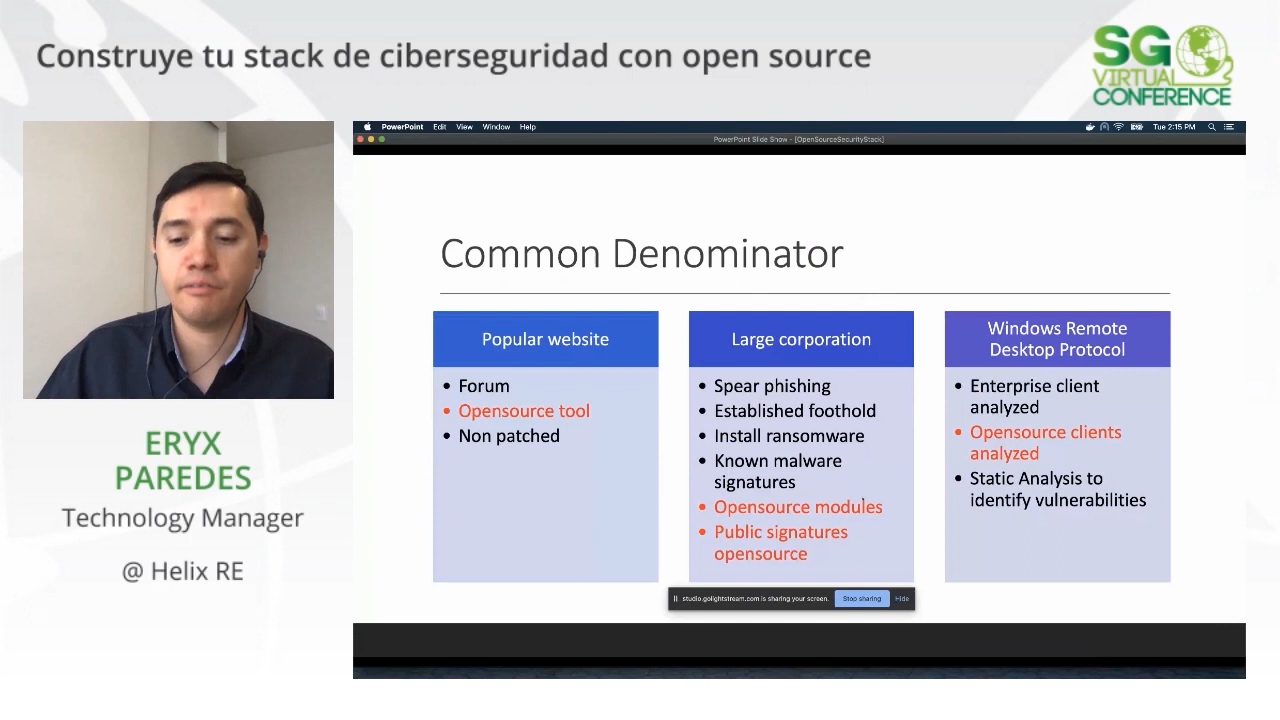 Construye tu stack de ciberseguridad con open source
SG
VIRTUAL
CONFERENCE
PowerPoint Edit View Window Help
Tue 2:15 PM
PowerPoint Slide Show - [OpenSourceSecurityStack]
Common Denominator
Popular website
• Forum
• Opensource tool
• Non patched
Large corporation
• Spear phishing
• Established foothold
• Install ransomware
• Known malware
signatures
• Opensource modules
• Public signatures
opensource
Windows Remote
Desktop Protocol
• Enterprise client
analyzed
• Opensource clients
analyzed
• Static Analysis to
identify vulnerabilities
studio.golightstream.com is sharing your screen. Stop sharing Hide
ERYX
PAREDES
Technology Manager
@ Helix RE